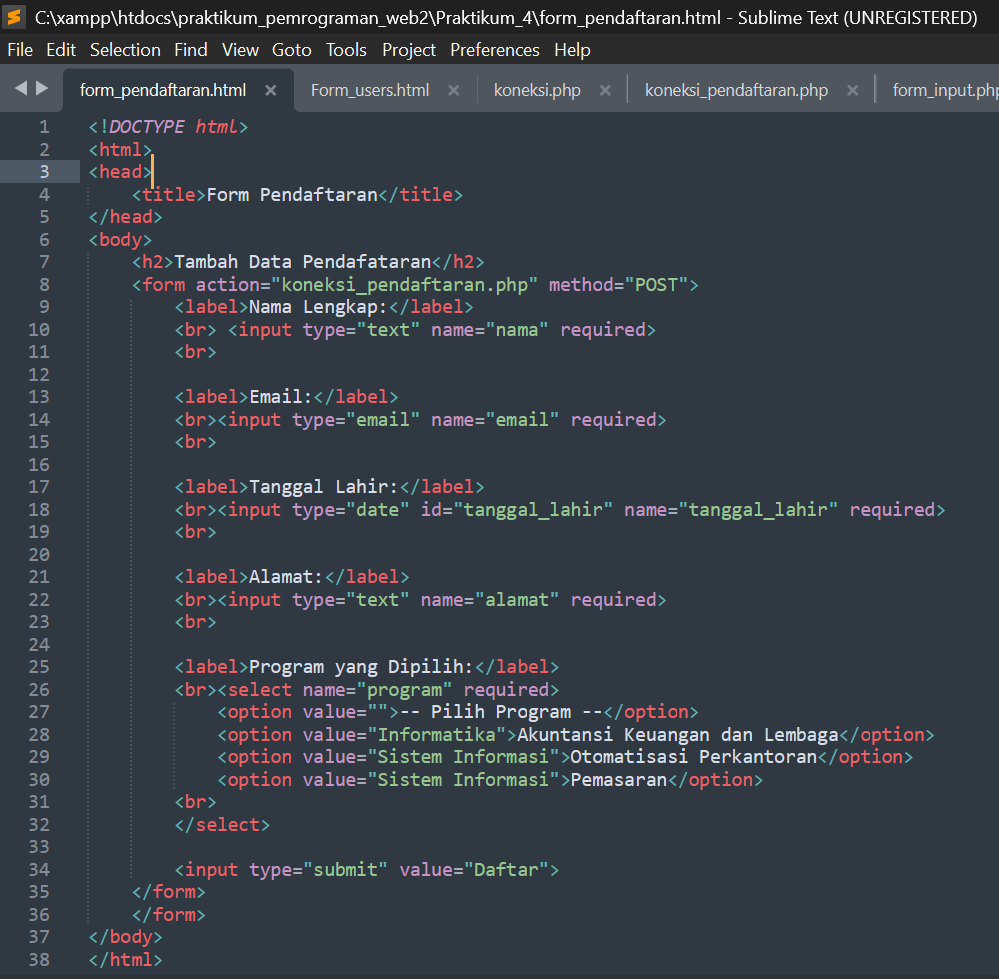 C:\xampp\htdocs\praktikum_pemrograman_web2\Praktikum_4\form_pendaftaran.html - Sublime Text (UNREGISTERED)
File Edit Selection Find View Goto Tools Project Preferences Help
form_pendaftaran.html × Form_users.html × koneksi.php × koneksi_pendaftaran.php × form_input.php
1 <!DOCTYPE html>
2 <html>
3 <head>
4 <title>Form Pendaftaran</title>
5 </head>
6 <body>
7 <h2>Tambah Data Pendafataran</h2>
8 <form action="koneksi_pendaftaran.php" method="POST">
9 <label>Nama Lengkap:</label>
10 <br> <input type="text" name="nama" required>
11 <br>
12
13 <label>Email:</label>
14 <br><input type="email" name="email" required>
15 <br>
16
17 <label>Tanggal Lahir:</label>
18 <br><input type="date" id="tanggal_lahir" name="tanggal_lahir" required>
19 <br>
20
21 <label>Alamat:</label>
22 <br><input type="text" name="alamat" required>
23 <br>
24
25 <label>Program yang Dipilih:</label>
26 <br><select name="program" required>
27 <option value="">-- Pilih Program --</option>
28 <option value="Informatika">Akuntansi Keuangan dan Lembaga</option>
29 <option value="Sistem Informasi">Otomatisasi Perkantoran</option>
30 <option value="Sistem Informasi">Pemasaran</option>
31 <br>
32 </select>
33
34 <input type="submit" value="Daftar">
35 </form>
36 </form>
37 </body>
38 </html>